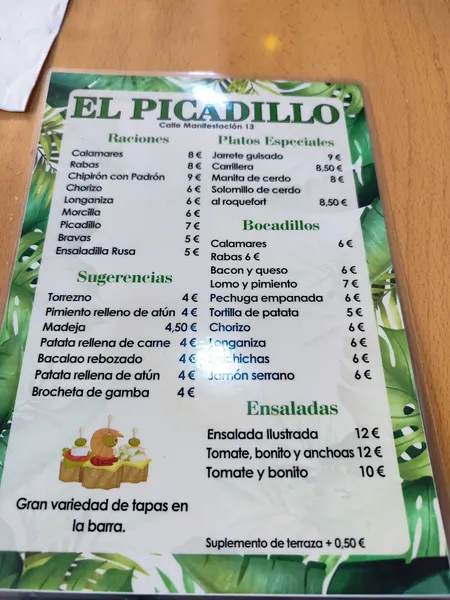 EL PICADILLO
Calle Manifestación 13
Raciones
Calamares 8 €
Rabas 8 €
Chipirón con Padrón 9 €
Chorizo 6 €
Longaniza 6 €
Morcilla 6 €
Picadillo 7 €
Bravas 5 €
Ensaladilla Rusa 5 €
Sugerencias
Torrezno 4 €
Pimiento relleno de atún 4 €
Madeja 4,50 €
Patata rellena de carne 4 €
Bacalao rebozado 4 €
Patata rellena de atún 4 €
Brocheta de gamba 4 €
Gran variedad de tapas en
la barra.
Platos Especiales
Jarrete guisado 9 €
Carrillera 8,50 €
Manita de cerdo 8 €
Solomillo de cerdo
al roquefort 8,50 €
Bocadillos
Calamares 6 €
Rabas 6 €
Bacon y queso 6 €
Lomo y pimiento 7 €
Pechuga empanada 6 €
Tortilla de patata 5 €
Chorizo 6 €
Longaniza 6 €
6 €
Jamón serrano 6 €
Ensaladas
Ensalada Ilustrada 12 €
Tomate, bonito y anchoas 12 €
Tomate y bonito 10 €
Suplemento de terraza + 0,50 €